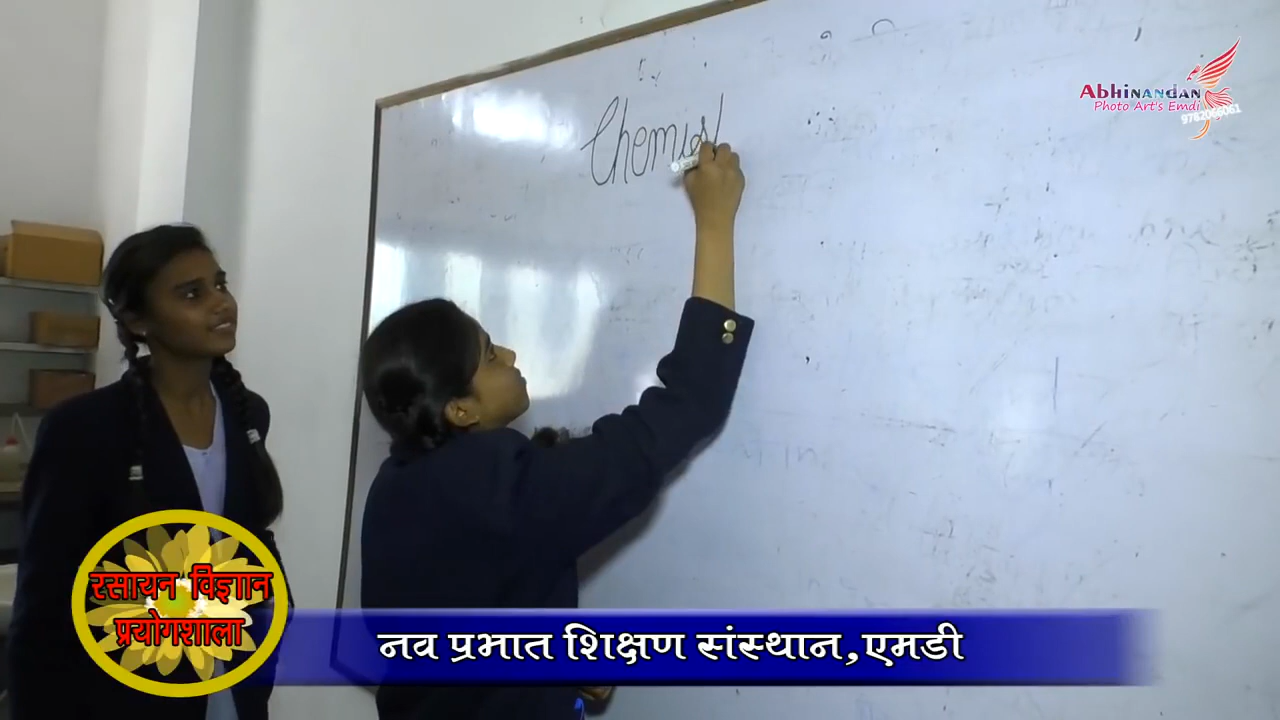 Abhinandan
Photo Art's Emdi
Chemist
रसायन विज्ञान
प्रयोगशाला
नव प्रभात शिक्षण संस्थान,एमडी